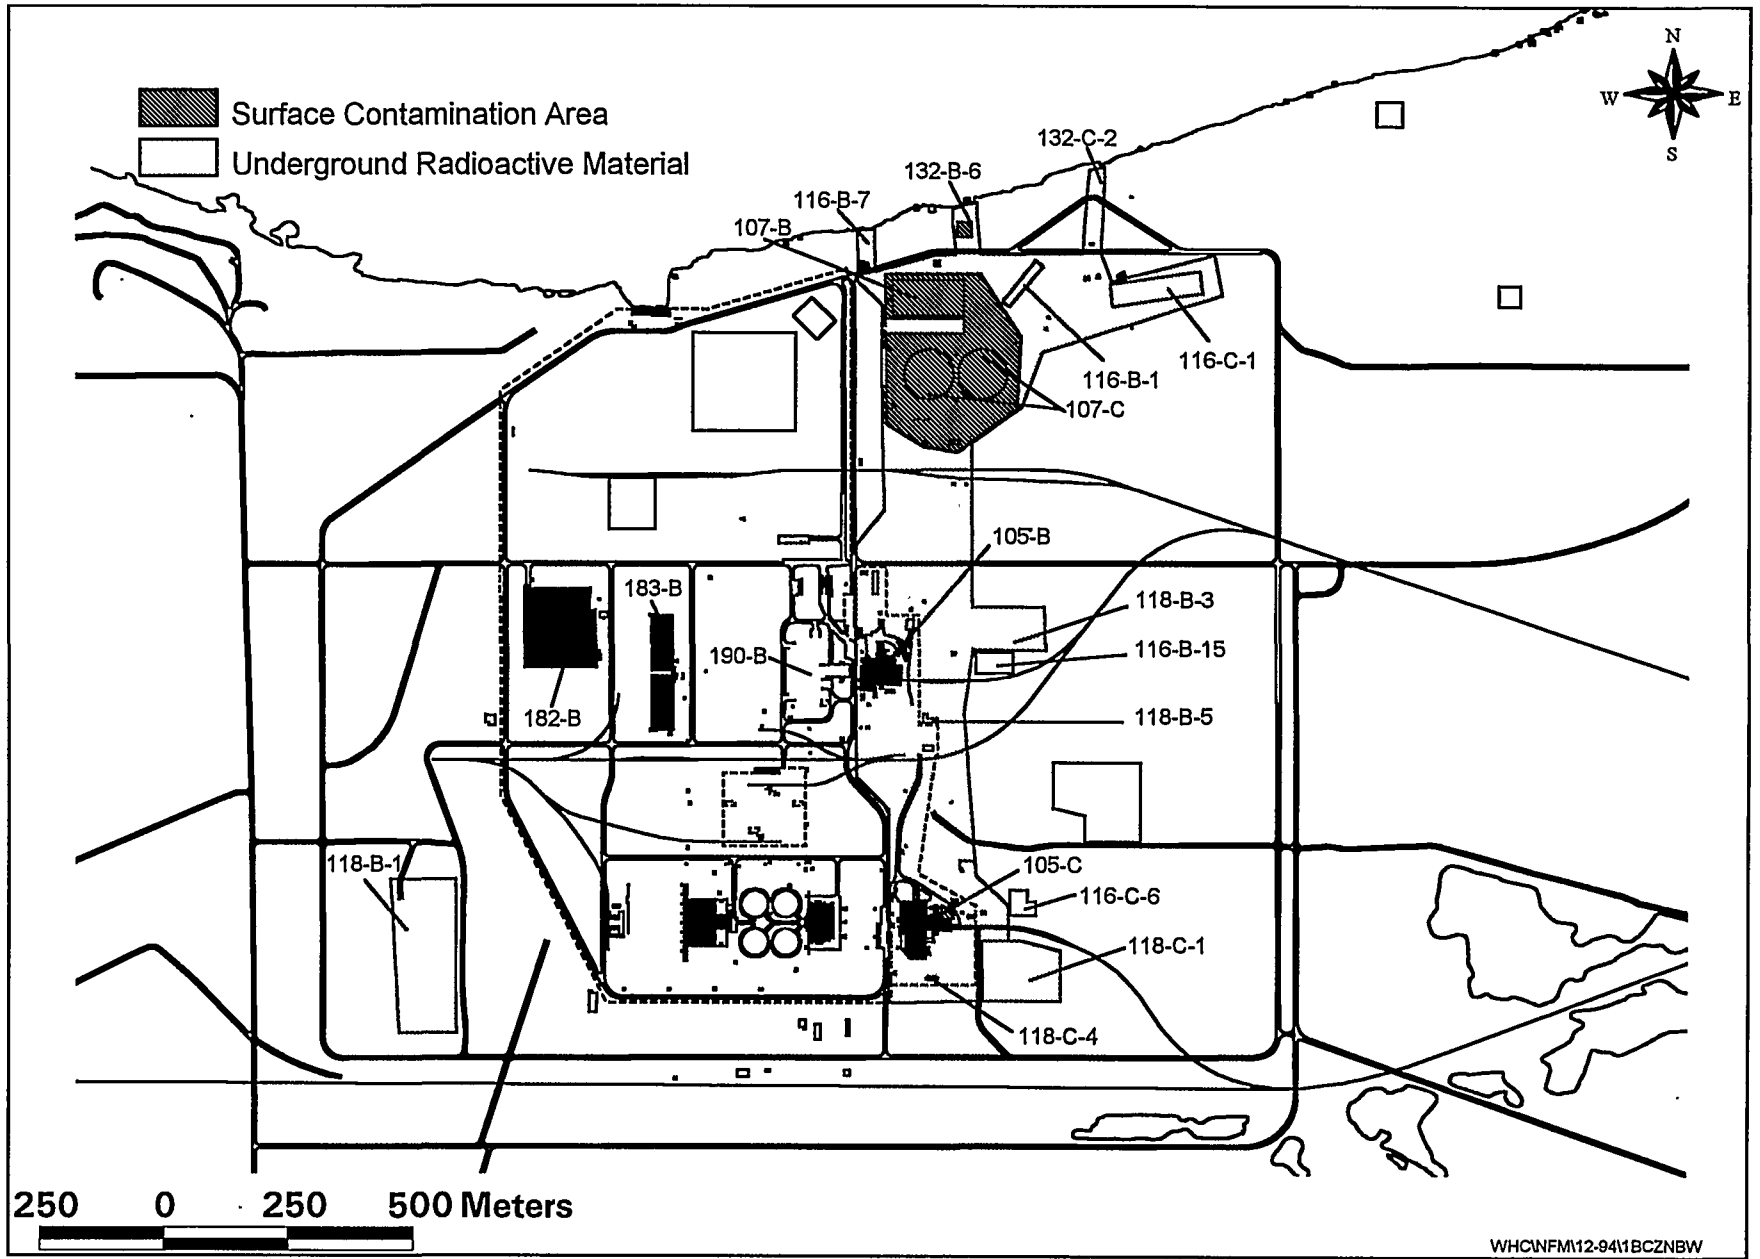 N
W E
S
Surface Contamination Area
Underground Radioactive Material
132-C-2
132-B-6
116-B-7
107-B
116-C-1
116-B-1
107-C
105-B
183-B
118-B-3
116-B-15
190-B
182-B
118-B-5
118-B-1
105-C
116-C-6
118-C-1
118-C-4
250 0 250 500 Meters
WHC\NFM\12-94\1BCZNBW